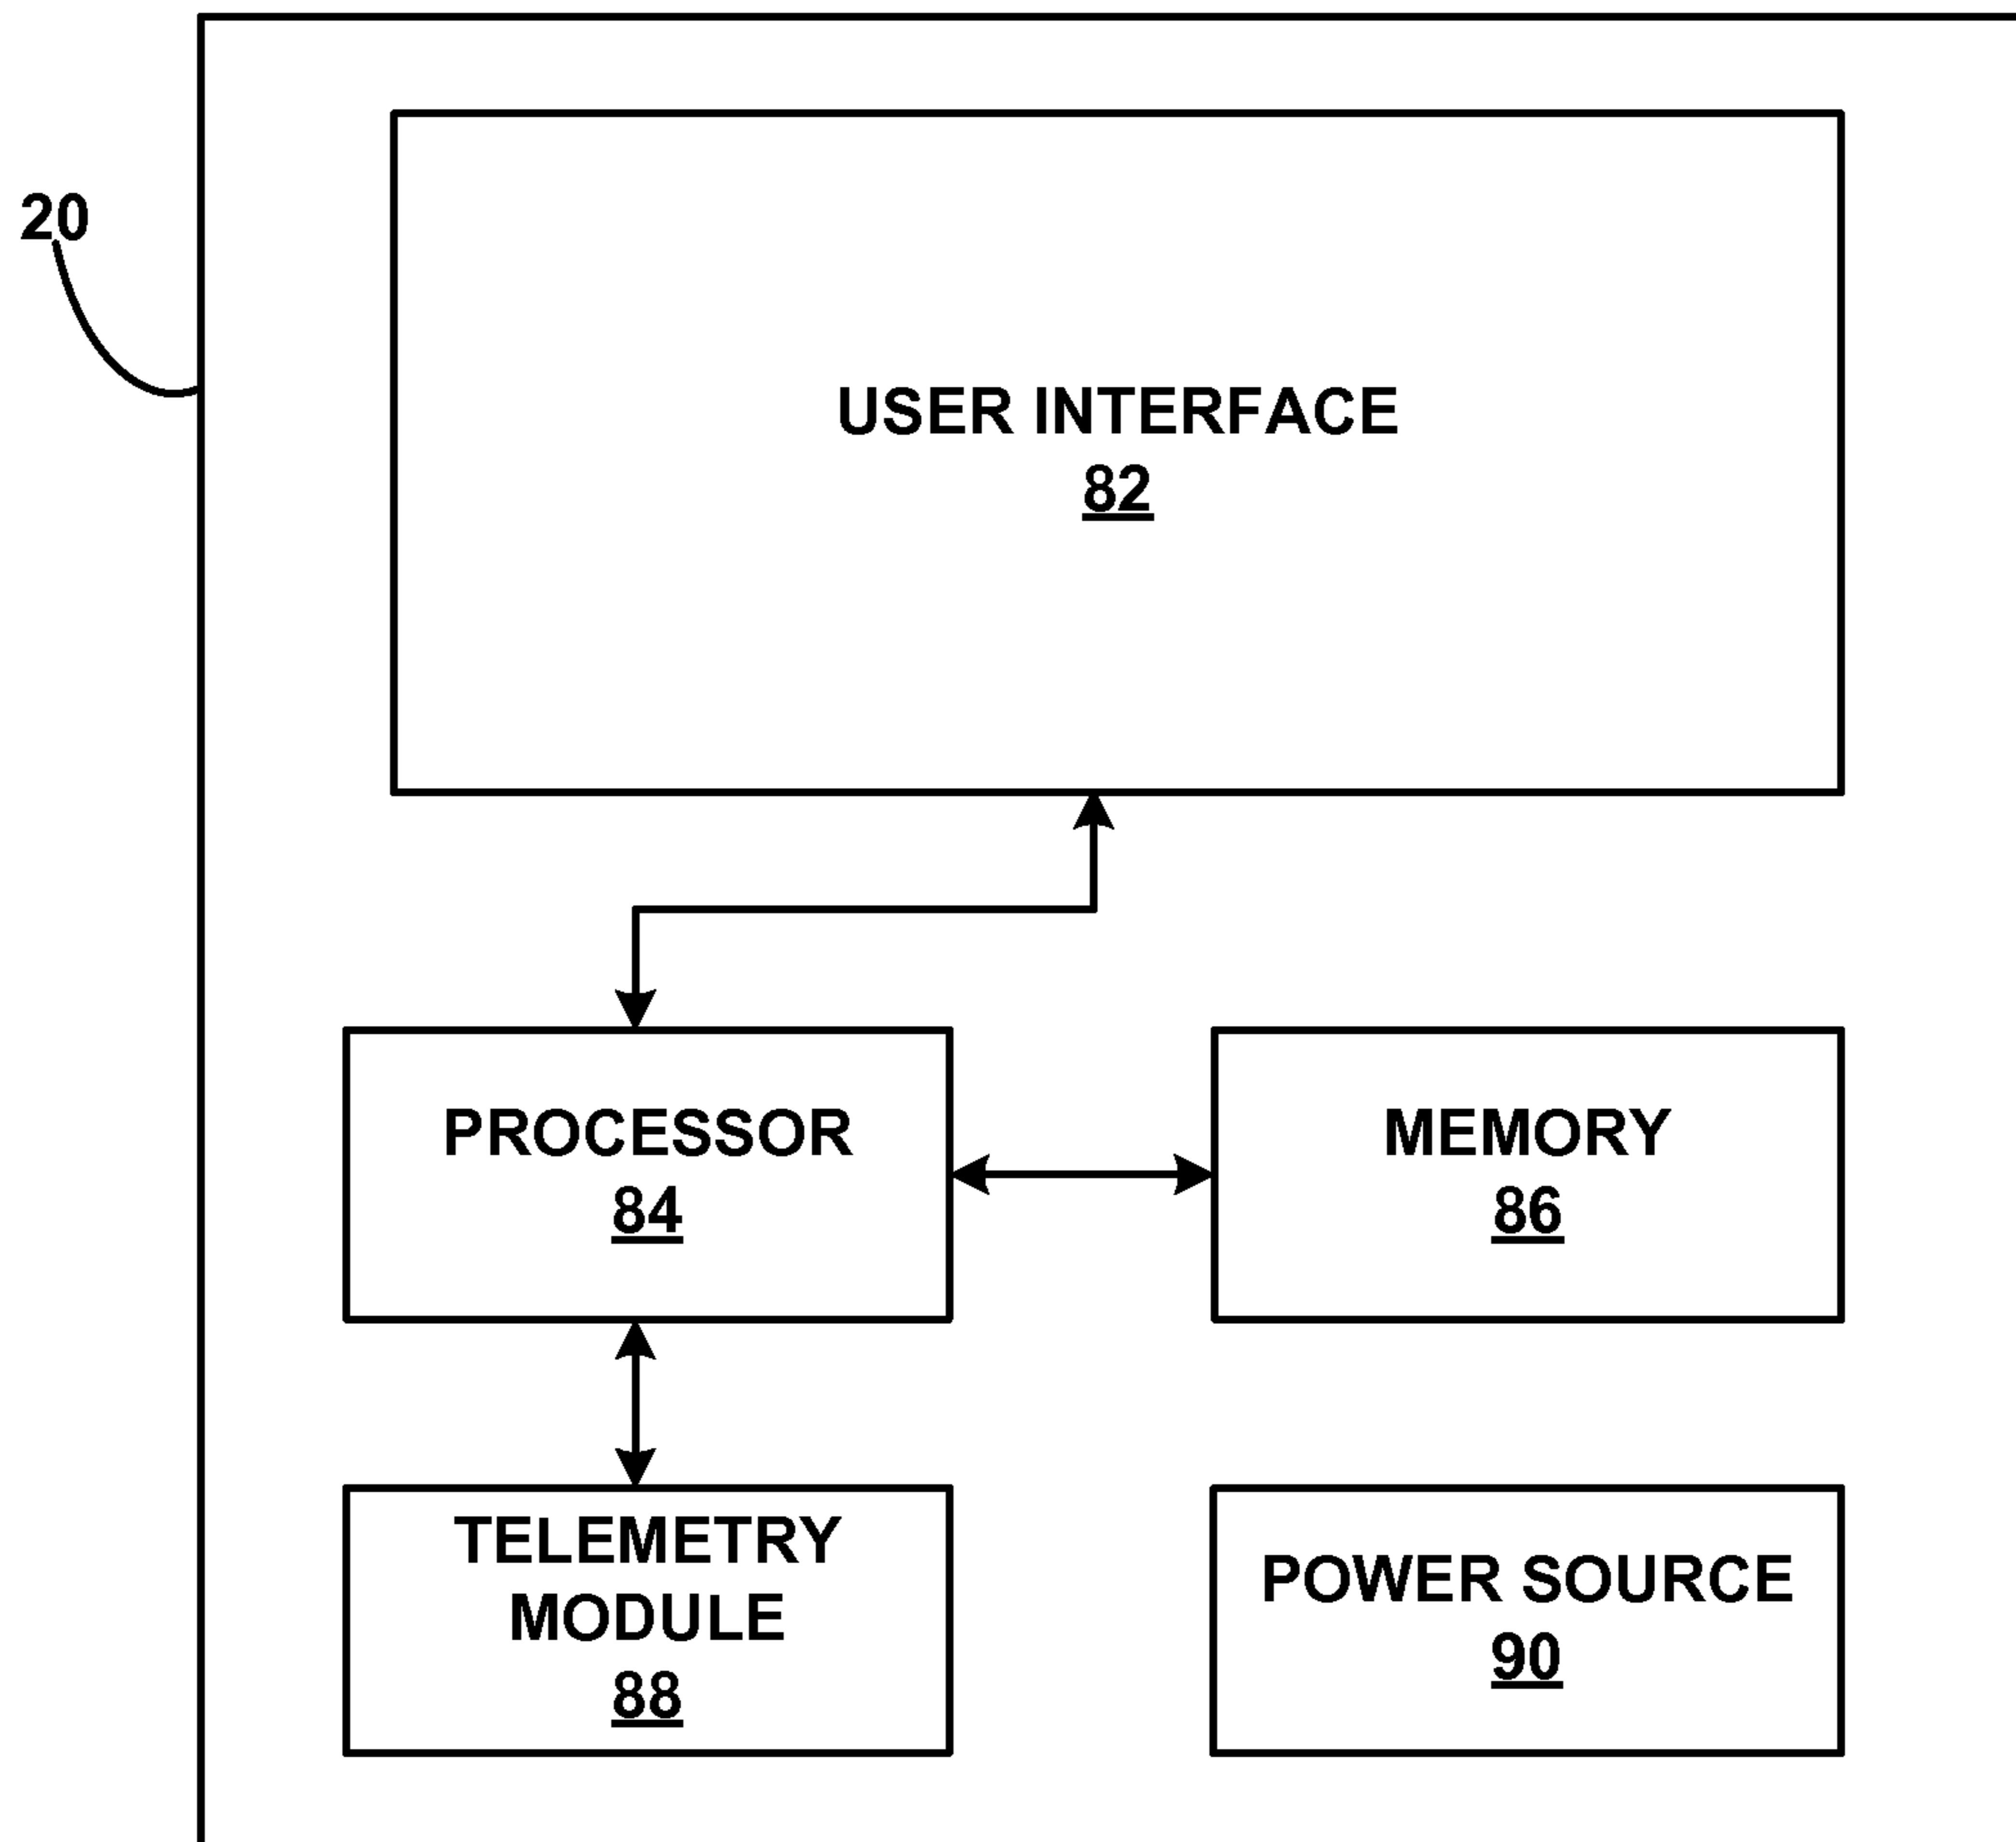 20
USER INTERFACE
82
PROCESSOR
84
MEMORY
86
TELEMETRY
MODULE
88
POWER SOURCE
90